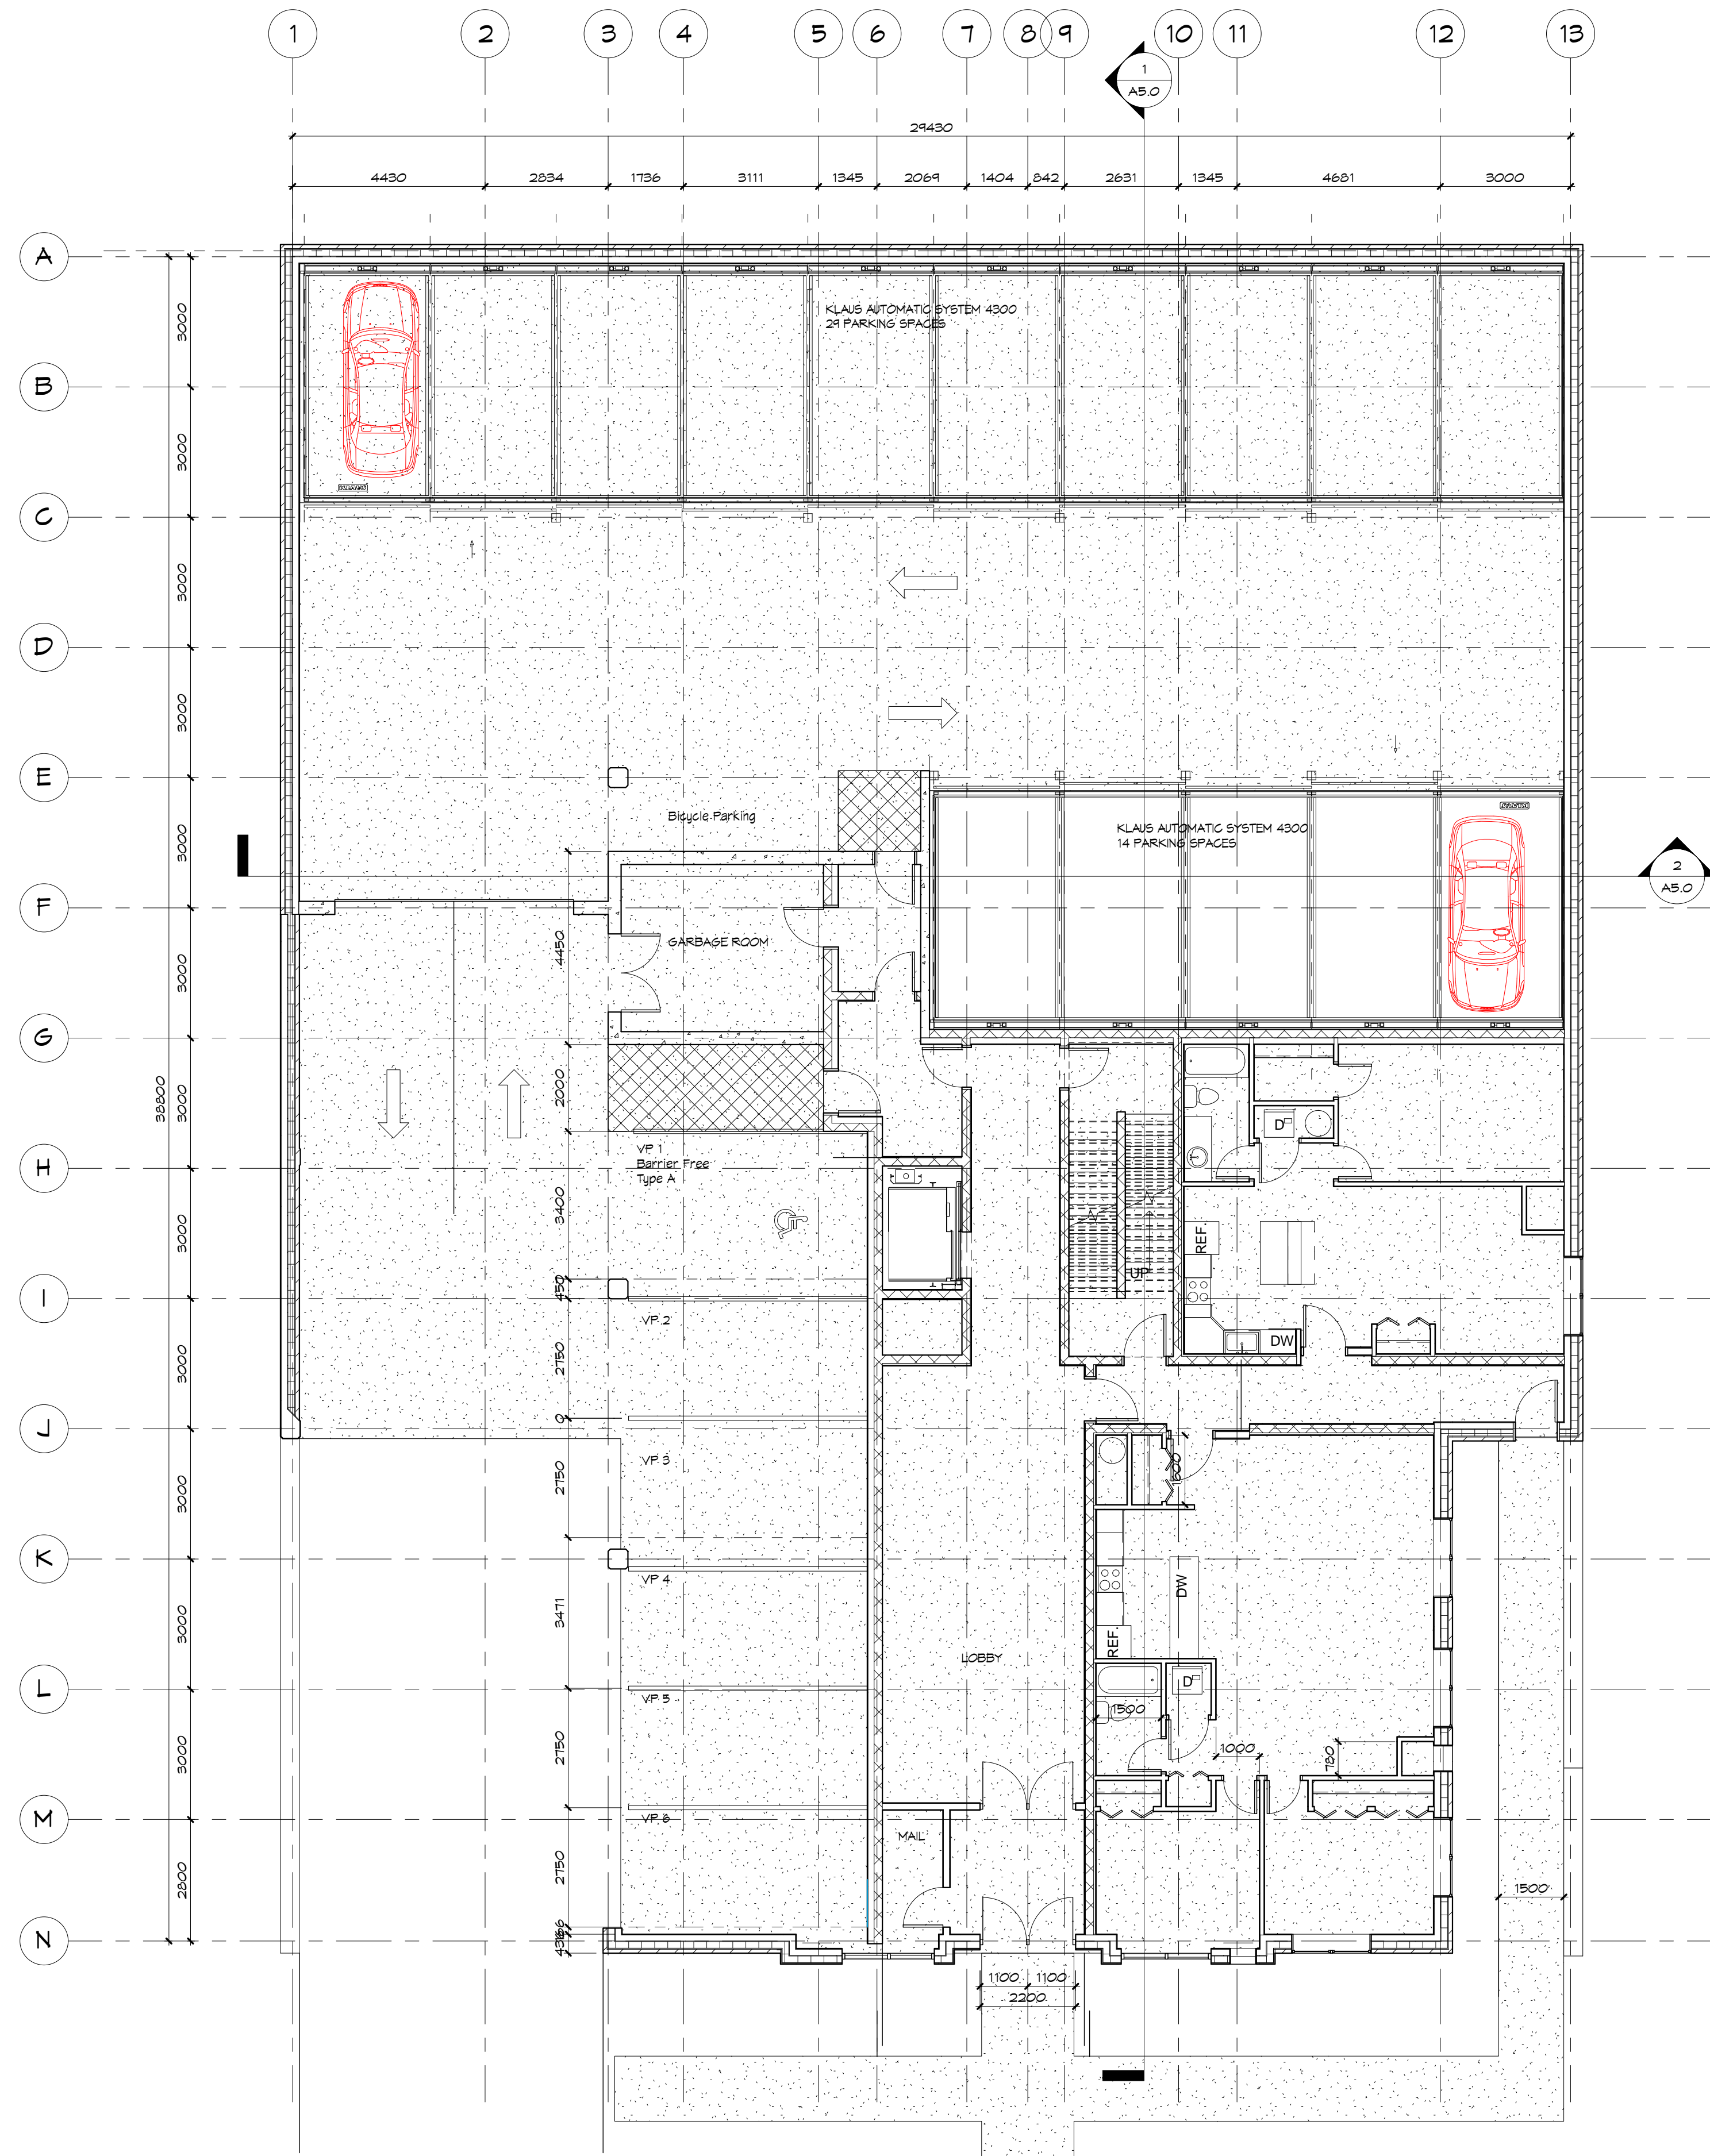 1 2 3 4 5 6 7 8 9 10 11 12 13
1
A5.0
29430
4430 2834 1736 3111 1345 2069 1404 842 2631 1345 4681 3000
A
B
C
D
E
F
G
H
I
J
K
L
M
N
38800
3000
3000
3000
3000
3000
3000
3000
3000
3000
3000
3000
3000
2800
KLAUS AUTOMATIC SYSTEM 4300
29 PARKING SPACES
Bicycle Parking
KLAUS AUTOMATIC SYSTEM 4300
14 PARKING SPACES
2
A5.0
GARBAGE ROOM
4450
2000
3400
450
2750
0
2750
3471
2750
2750
VP 1
Barrier Free
Type A
VP 2
VP 3
VP 4
VP 5
VP 6
D
REF.
UP
DW
1600
DW
REF.
LOBBY
D
1500
1000
780
MAIL
1500
1100 1100
2200